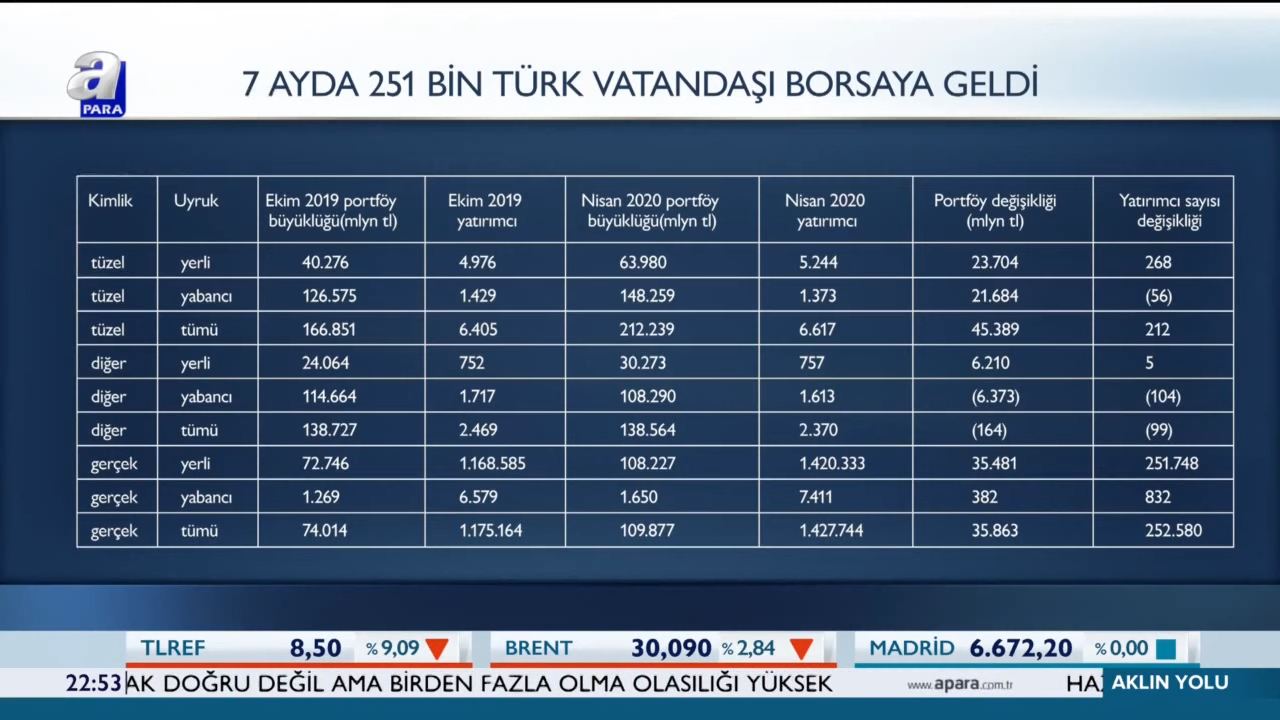 a
PARA
7 AYDA 251 BİN TÜRK VATANDAŞI BORSAYA GELDİ
Kimlik Uyruk Ekim 2019 portföy büyüklüğü(mlyn tl) Ekim 2019 yatırımcı Nisan 2020 portföy büyüklüğü(mlyn tl) Nisan 2020 yatırımcı Portföy değişikliği (mlyn tl) Yatırımcı sayısı değişikliği
tüzel yerli 40.276 4.976 63.980 5.244 23.704 268
tüzel yabancı 126.575 1.429 148.259 1.373 21.684 (56)
tüzel tümü 166.851 6.405 212.239 6.617 45.389 212
diğer yerli 24.064 752 30.273 757 6.210 5
diğer yabancı 114.664 1.717 108.290 1.613 (6.373) (104)
diğer tümü 138.727 2.469 138.564 2.370 (164) (99)
gerçek yerli 72.746 1.168.585 108.227 1.420.333 35.481 251.748
gerçek yabancı 1.269 6.579 1.650 7.411 382 832
gerçek tümü 74.014 1.175.164 109.877 1.427.744 35.863 252.580
TLREF 8,50 %9,09 BRENT 30,090 %2,84 MADRİD 6.672,20 %0,00
22:53 AK DOĞRU DEĞİL AMA BİRDEN FAZLA OLMA OLASILIĞI YÜKSEK www.apara.com.tr HA AKLIN YOLU